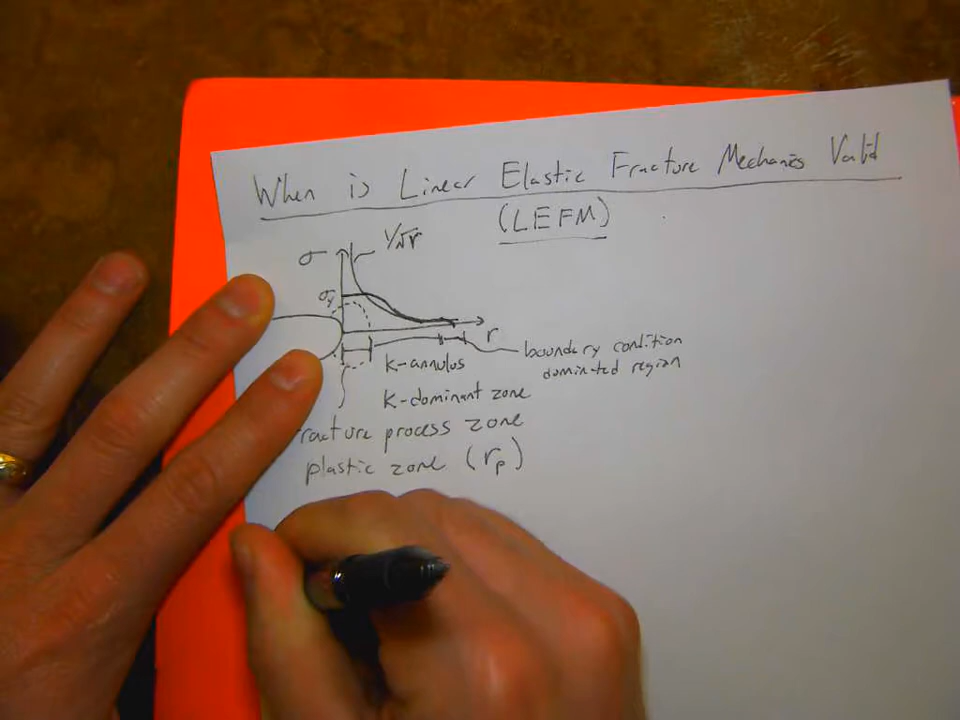 When is Linear Elastic Fracture Mechanics Valid
(LEFM)
σ
1/√r
σy
r
boundary condition
dominated region
K-annulus
K-dominant zone
fracture process zone
plastic zone (rp)